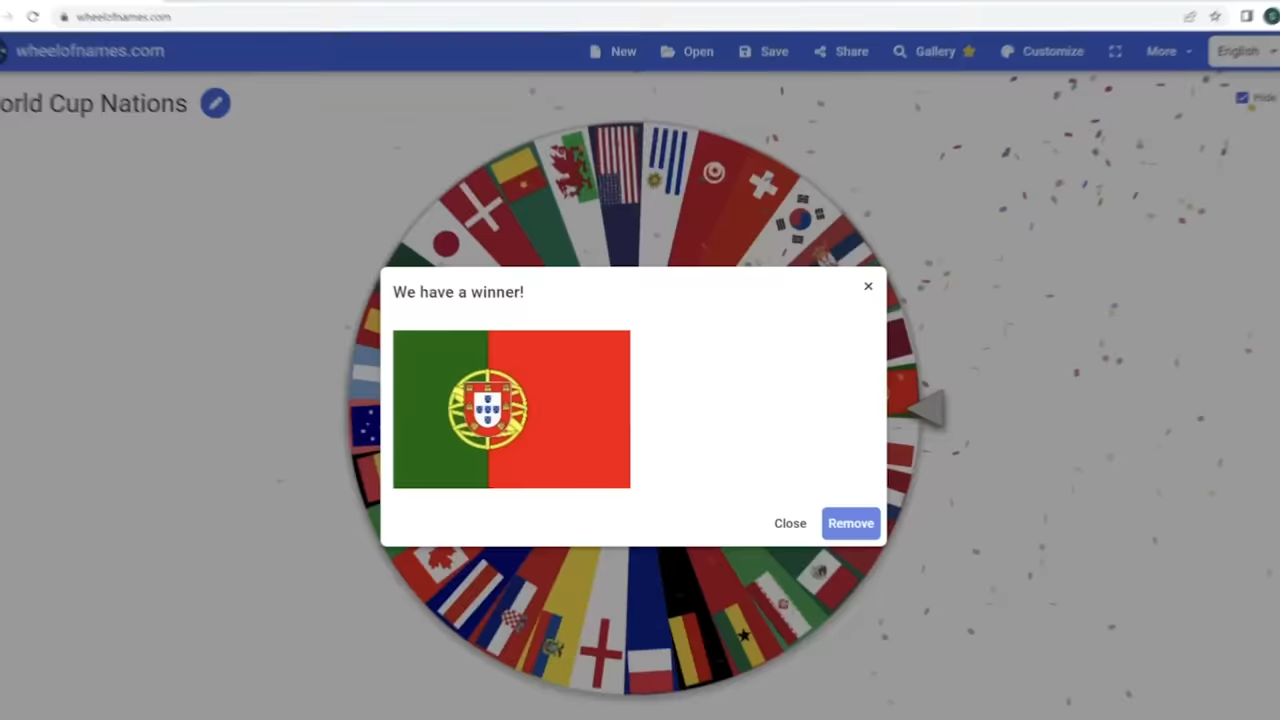 wheelofnames.com
wheelofnames.com
New
Open
Save
Share
Gallery
Customize
More
English
orld Cup Nations
Hide
We have a winner!
Close
Remove